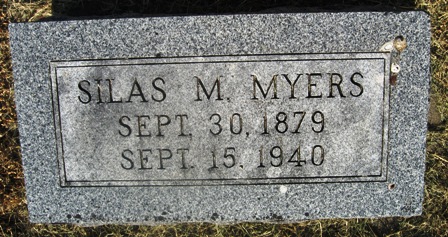 SILAS M. MYERS
SEPT. 30, 1879
SEPT. 15. 1940